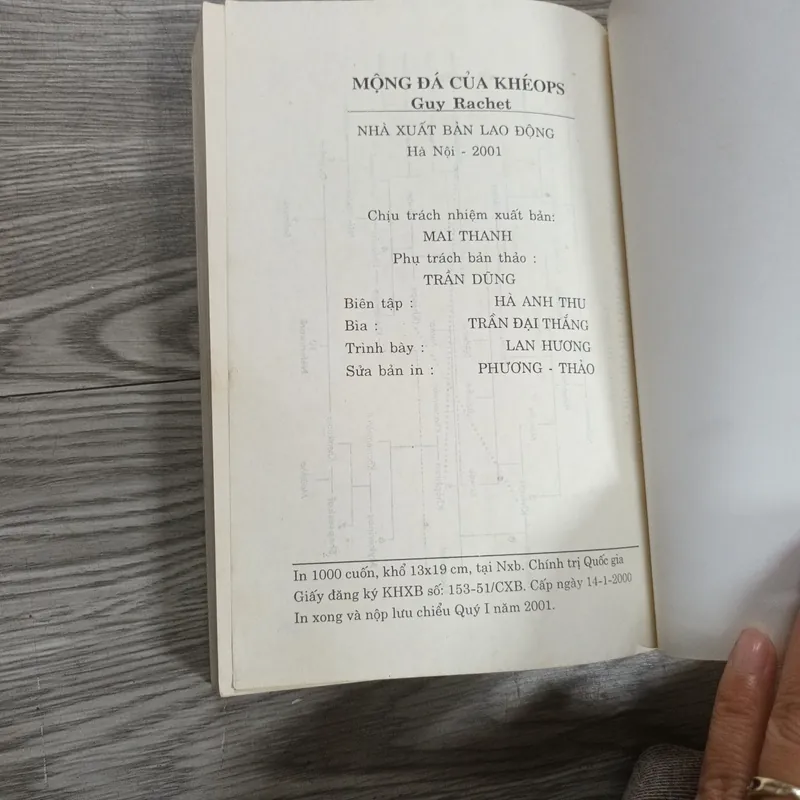 MỘNG ĐÁ CỦA KHÉOPS
Guy Rachet
NHÀ XUẤT BẢN LAO ĐỘNG
Hà Nội - 2001
Chịu trách nhiệm xuất bản:
MAI THANH
Phụ trách bản thảo :
TRẦN DŨNG
Biên tập : HÀ ANH THU
Bìa : TRẦN ĐẠI THẮNG
Trình bày : LAN HƯƠNG
Sửa bản in : PHƯƠNG - THẢO
In 1000 cuốn, khổ 13x19 cm, tại Nxb. Chính trị Quốc gia
Giấy đăng ký KHXB số: 153-51/CXB. Cấp ngày 14-1-2000
In xong và nộp lưu chiểu Quý I năm 2001.